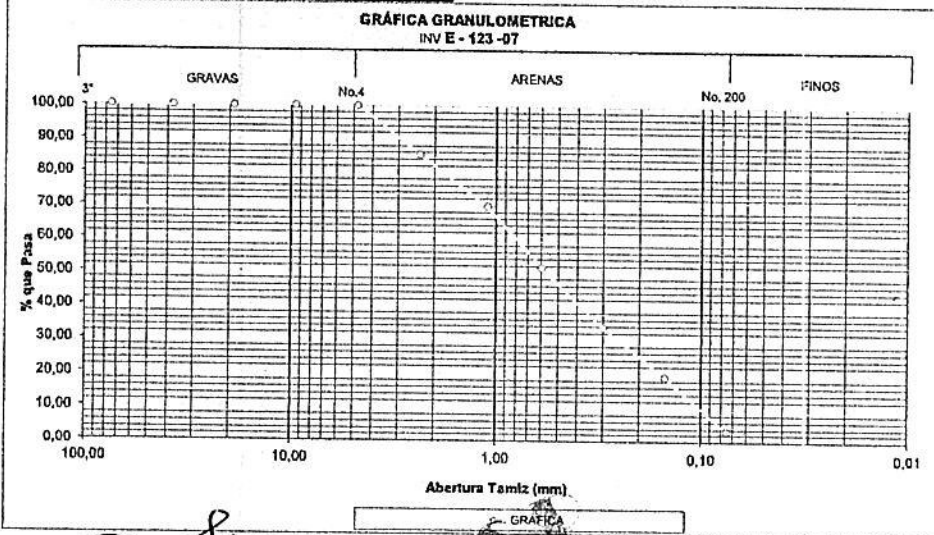 GRÁFICA GRANULOMETRICA
INV E - 123 -07
GRAVAS
ARENAS
FINOS
3"
No.4
No. 200
100,00
90,00
80,00
70,00
60,00
50,00
40,00
30,00
20,00
10,00
0,00
% que Pasa
100,00
10,00
1,00
0,10
0,01
Abertura Tamiz (mm)
GRAFICA